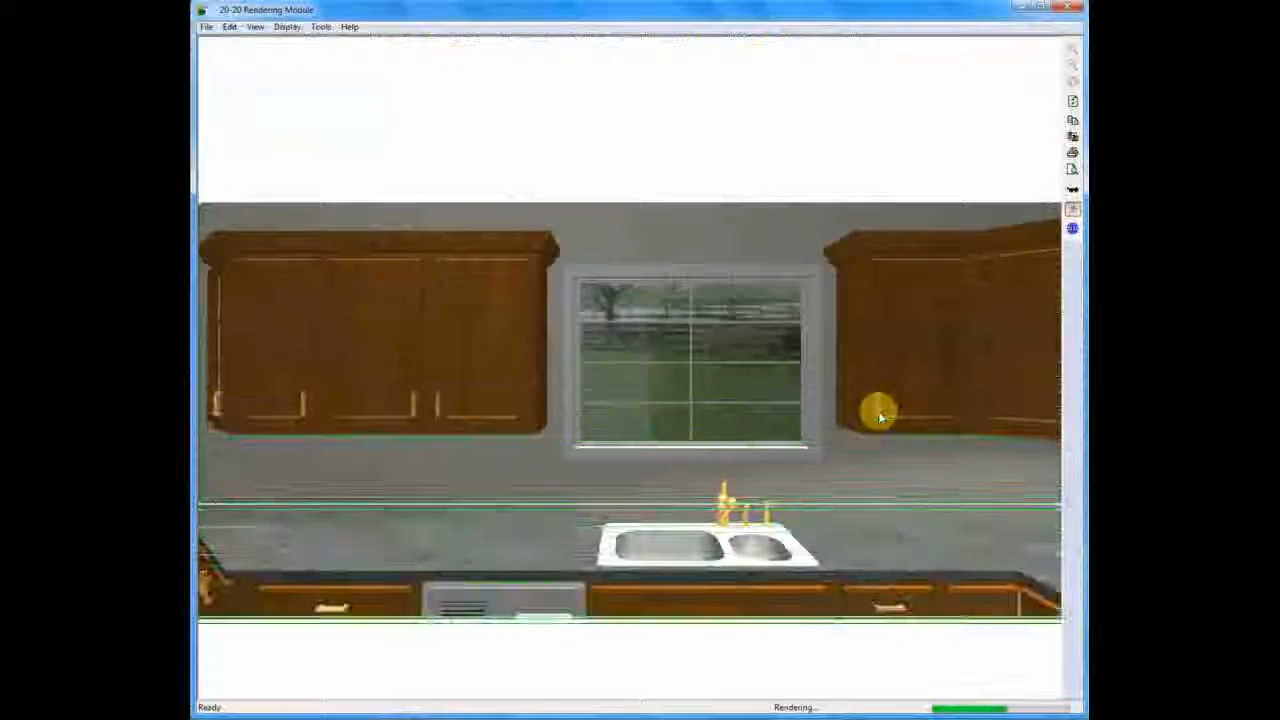 20-20 Rendering Module
File Edit View Display Tools Help
Ready Rendering...